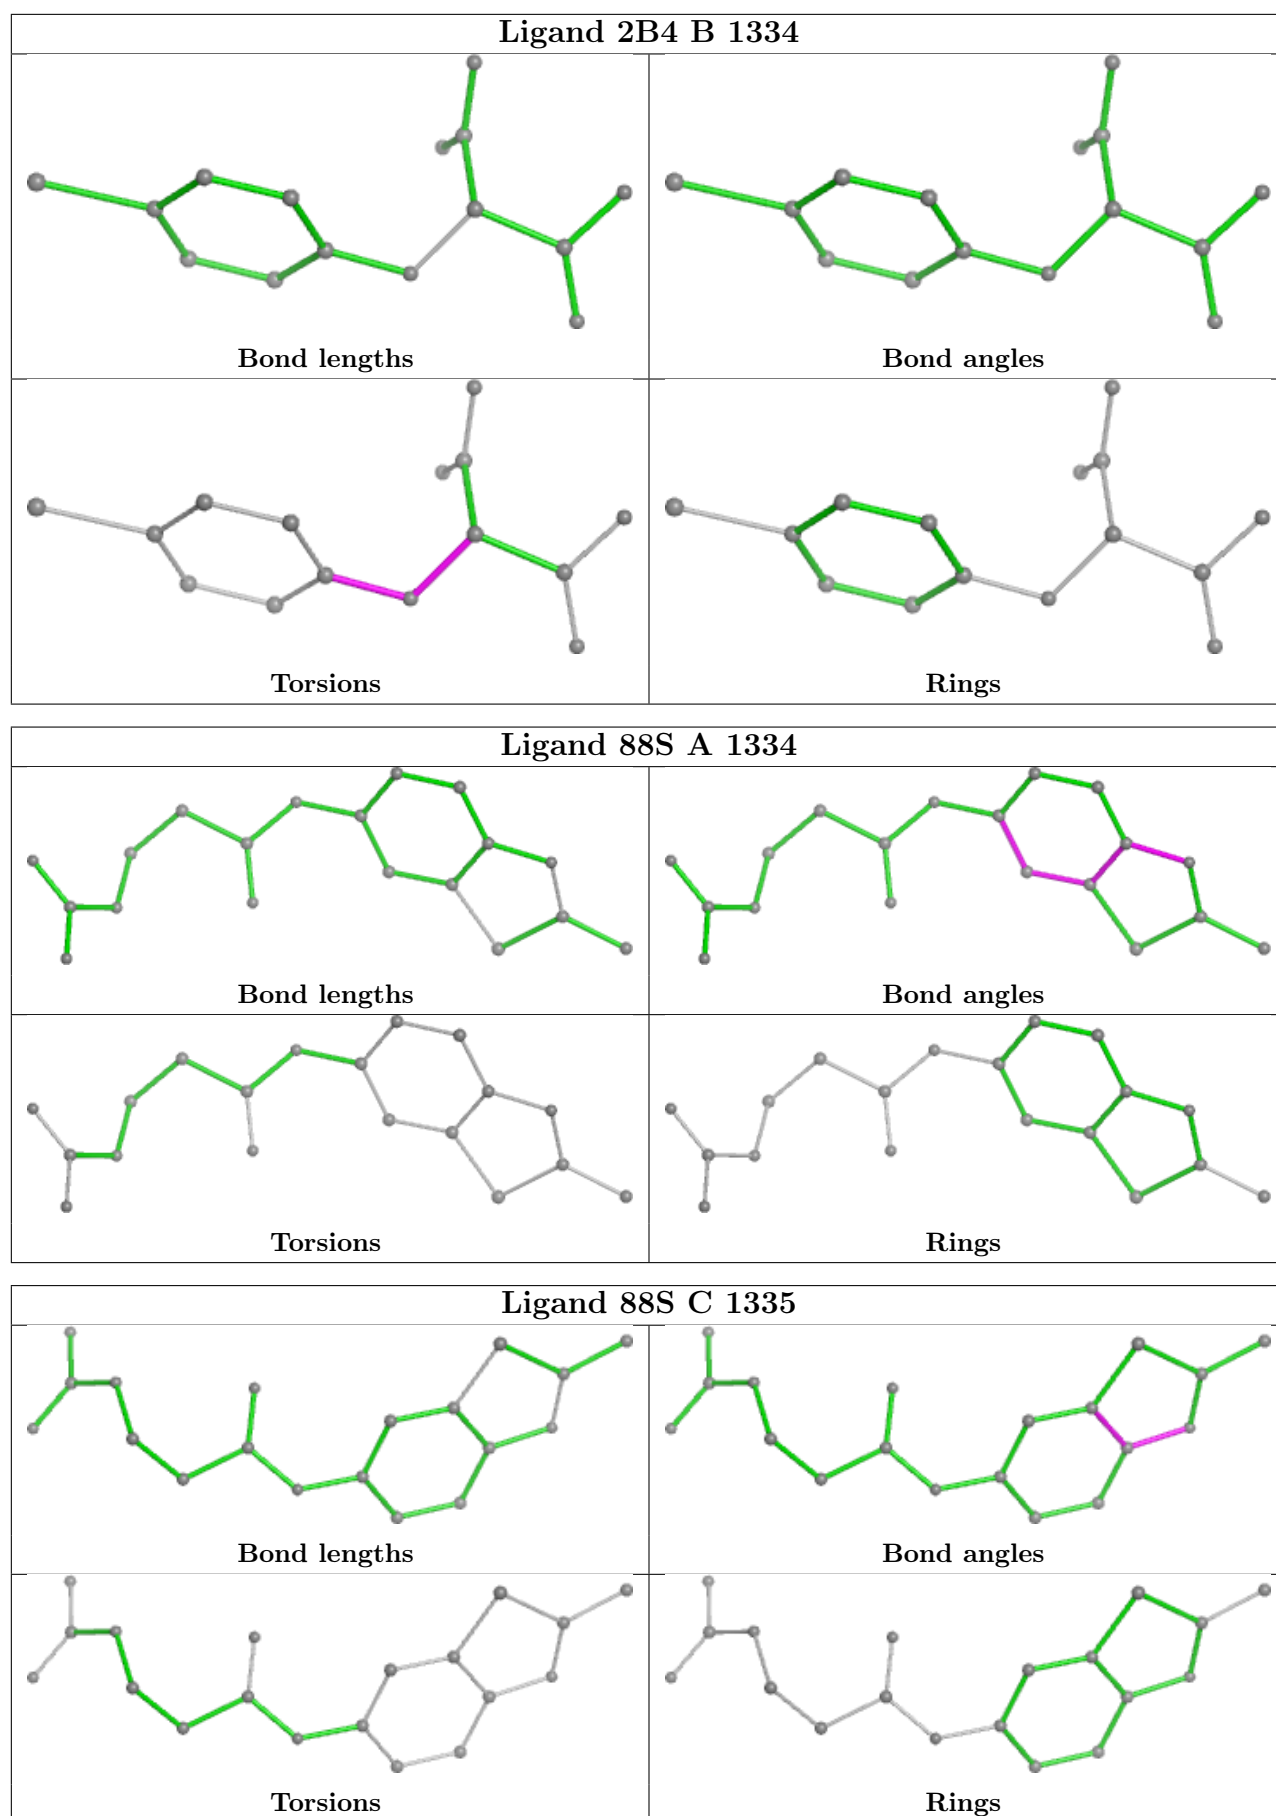 Ligand 2B4 B 1334
Bond lengths
Bond angles
Torsions
Rings
Ligand 88S A 1334
Bond lengths
Bond angles
Torsions
Rings
Ligand 88S C 1335
Bond lengths
Bond angles
Torsions
Rings